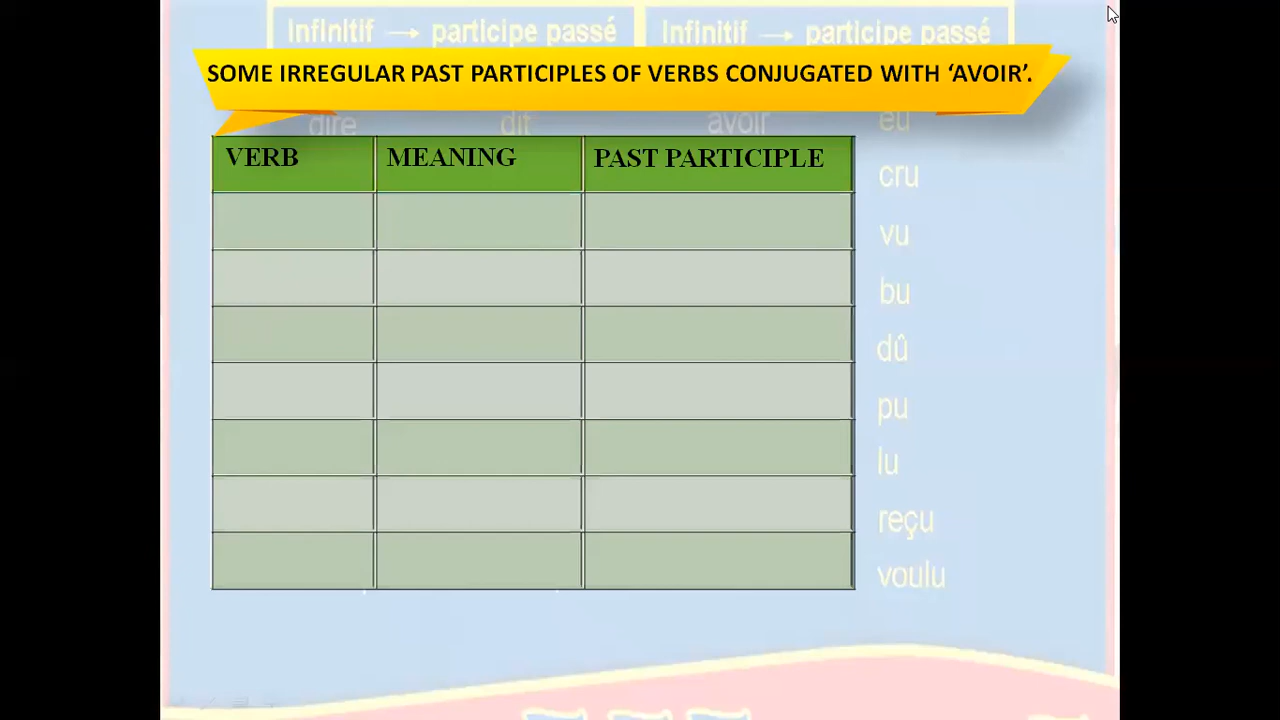 Infinitif → participe passé Infinitif → participe passé
SOME IRREGULAR PAST PARTICIPLES OF VERBS CONJUGATED WITH ‘AVOIR’.
dire dit avoir eu
VERB MEANING PAST PARTICIPLE
cru
vu
bu
dû
pu
lu
reçu
voulu